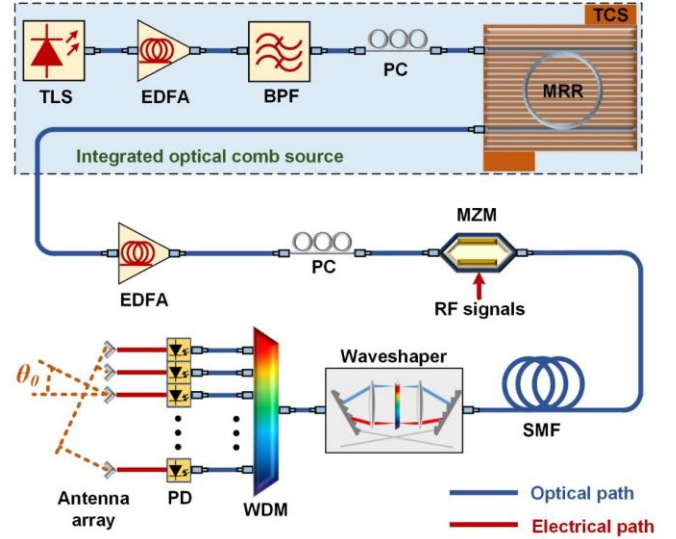 TCS
TLS
EDFA
BPF
PC
MRR
Integrated optical comb source
EDFA
PC
MZM
RF signals
θ₀
Antenna
array
PD
WDM
Waveshaper
SMF
Optical path
Electrical path